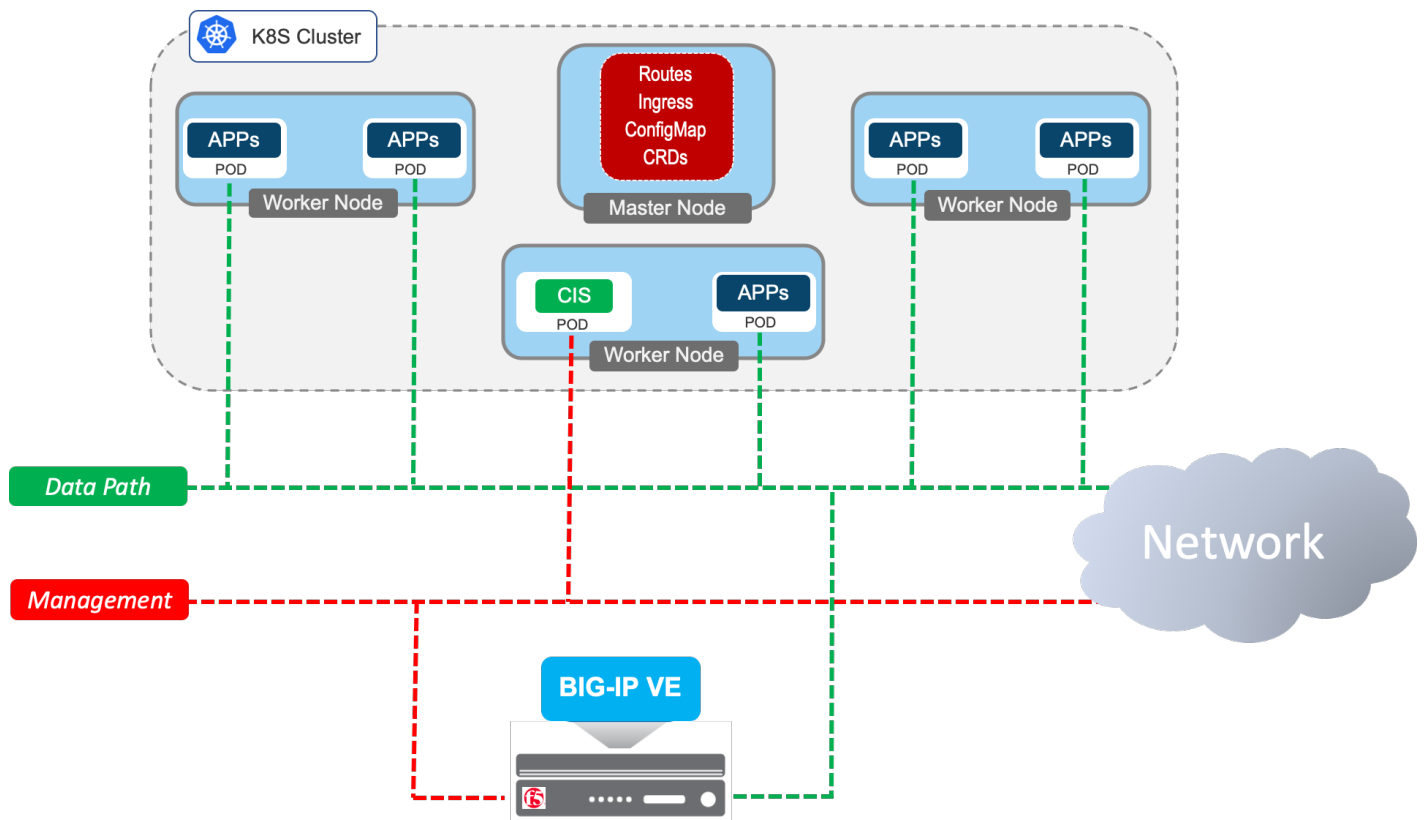 K8S Cluster
Routes
Ingress
ConfigMap
CRDs
Master Node
APPs
POD
APPs
POD
Worker Node
APPs
POD
APPs
POD
Worker Node
CIS
POD
APPs
POD
Worker Node
Data Path
Network
Management
BIG-IP VE
f5